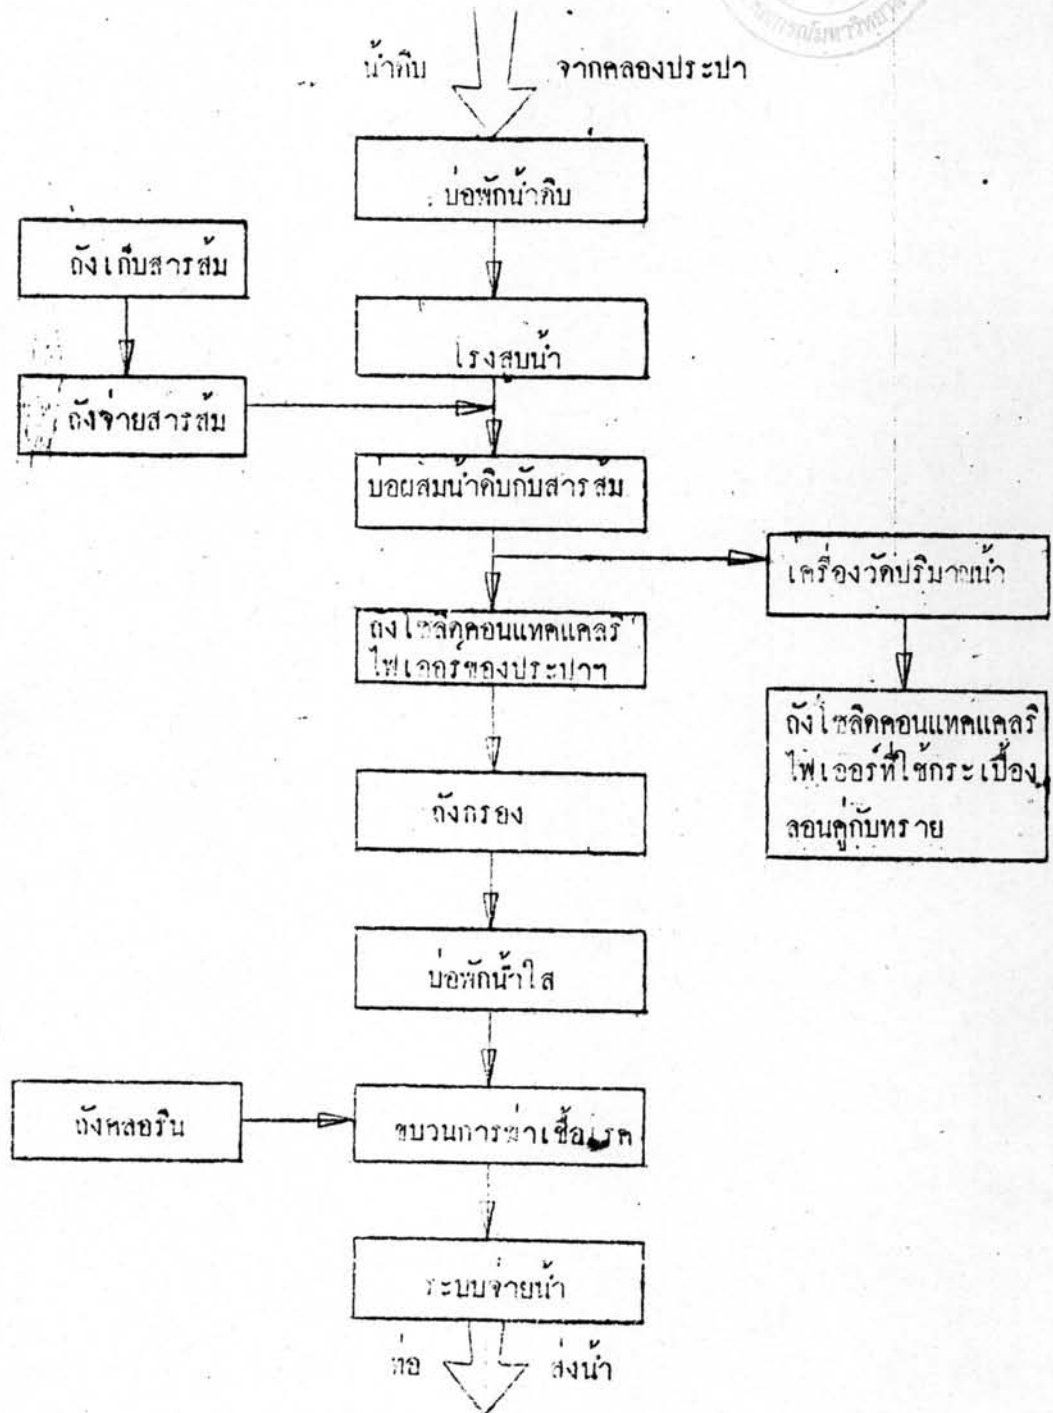 น้ำดิบ จากคลองประปา
บ่อพักน้ำดิบ
ถังเก็บสารส้ม
โรงสูบน้ำ
ถังจ่ายสารส้ม
บ่อผสมน้ำดิบกับสารส้ม
เครื่องวัดปริมาณน้ำ
ถังโซลิดคอนแทคแคลริ
ไฟเออร์ของประปาฯ
ถังโซลิดคอนแทคแคลริ
ไฟเออร์ที่ใช้กระเบื้อง
ลอนคู่กับทราย
ถังกรอง
บ่อพักน้ำใส
ถังคลอรีน
ขบวนการฆ่าเชื้อโรค
ระบบจ่ายน้ำ
ท่อ ส่งน้ำ